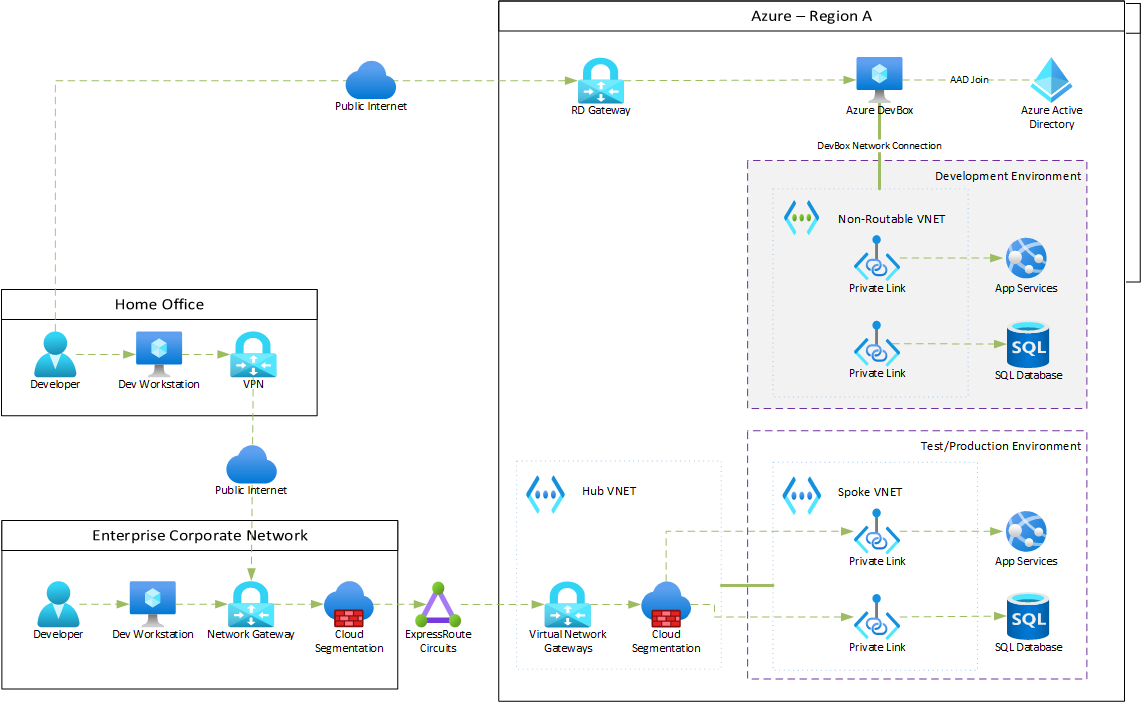 Azure – Region A
Public Internet
RD Gateway
Azure DevBox
AAD Join
Azure Active
Directory
DevBox Network Connection
Development Environment
Non-Routable VNET
Private Link
App Services
Private Link
SQL
SQL Database
Home Office
Developer
Dev Workstation
VPN
Public Internet
Test/Production Environment
Hub VNET
Spoke VNET
Private Link
App Services
Enterprise Corporate Network
Developer
Dev Workstation
Network Gateway
Cloud
Segmentation
ExpressRoute
Circuits
Virtual Network
Gateways
Cloud
Segmentation
Private Link
SQL
SQL Database